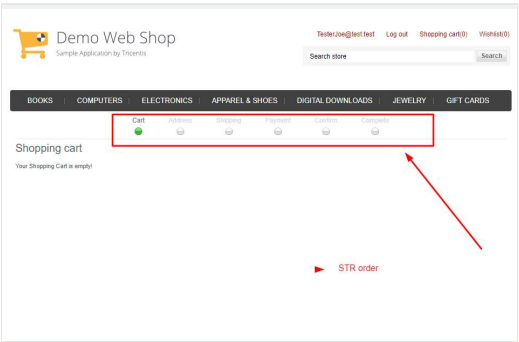 Demo Web Shop
Sample Application by Tricentis
TesterJoe@test.test Log out Shopping cart(0) Wishlist(0)
Search store Search
BOOKS COMPUTERS ELECTRONICS APPAREL & SHOES DIGITAL DOWNLOADS JEWELRY GIFT CARDS
Cart Address Shipping Payment Confirm Complete
Shopping cart
Your Shopping Cart is empty!
STR order